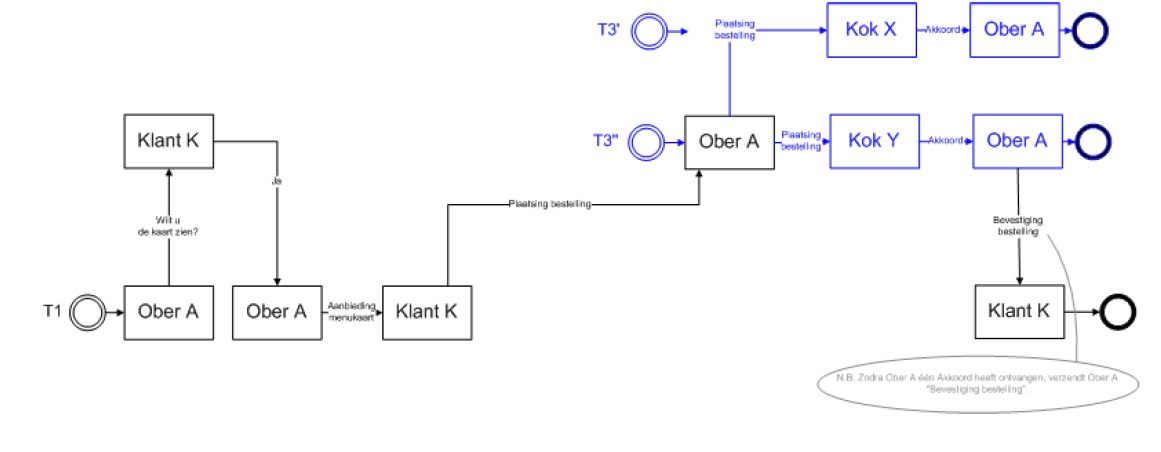 T3'
Plaatsing
bestelling
Kok X
Akkoord
Ober A
Klant K
T3"
Ober A
Plaatsing
bestelling
Kok Y
Akkoord
Ober A
Ja
Wilt u
de kaart zien?
Plaatsing bestelling
Bevestiging
bestelling
T1
Ober A
Ober A
Aanbieding
menukaart
Klant K
Klant K
N.B. Zodra Ober A één Akkoord heeft ontvangen, verzendt Ober A
"Bevestiging bestelling".